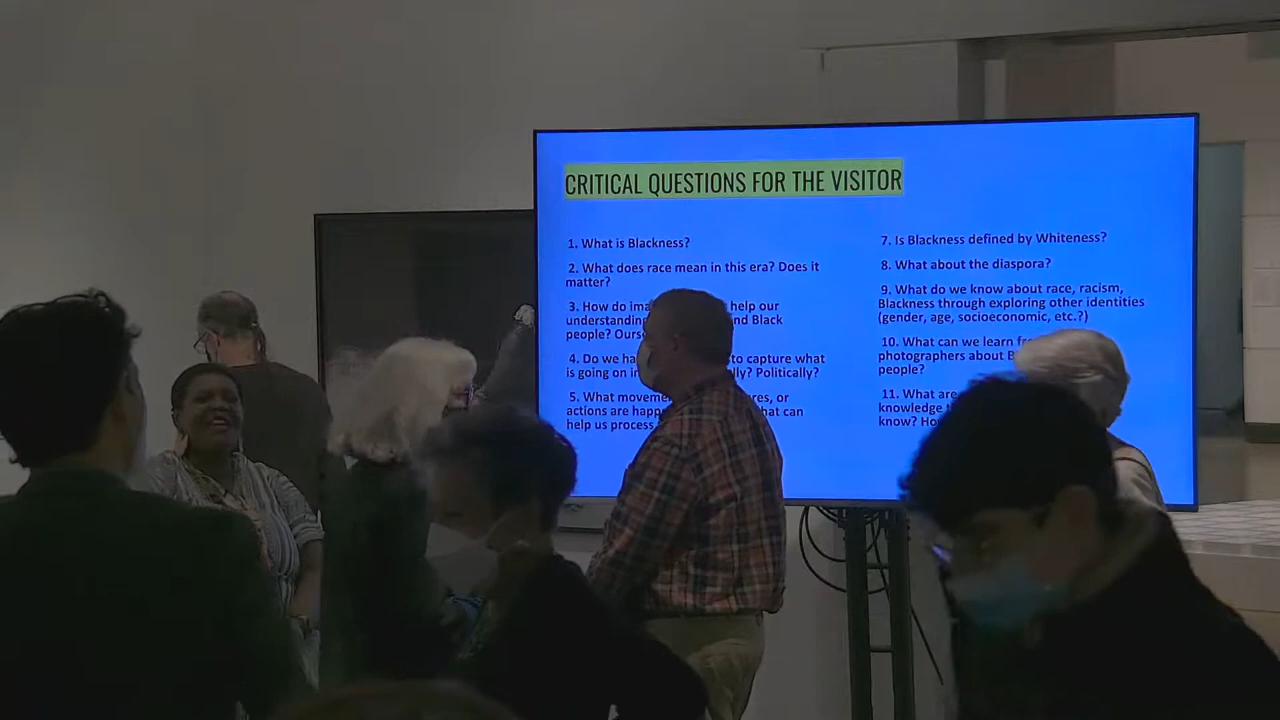 CRITICAL QUESTIONS FOR THE VISITOR
1. What is Blackness?
2. What does race mean in this era? Does it
matter?
3. How do help our
understanding Black
people?
4. Do we to capture what
is going on in Politically?
5. What or
actions are can
help us process
7. Is Blackness defined by Whiteness?
8. What about the diaspora?
9. What do we know about race, racism,
Blackness through exploring other identities
(gender, age, socioeconomic, etc.?)
10. What can we learn
photographers about
people?
11. What are
knowledge
know?